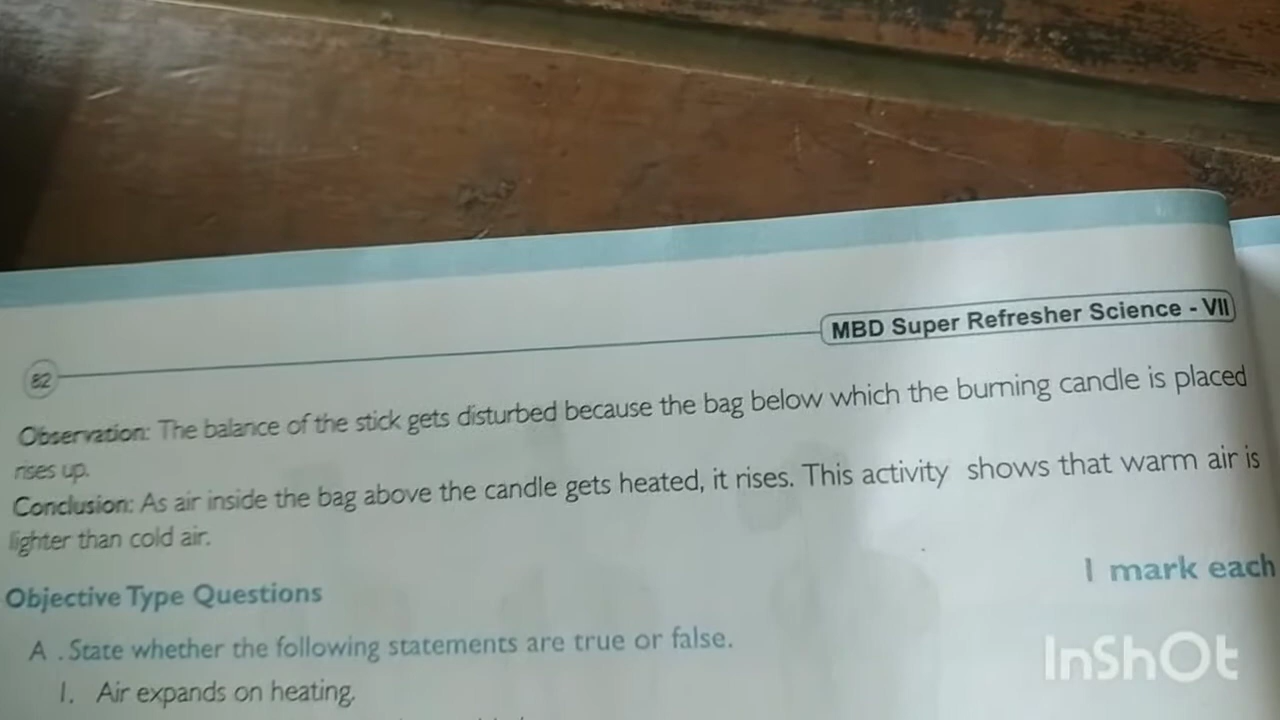 MBD Super Refresher Science - VII
82
Observation: The balance of the stick gets disturbed because the bag below which the burning candle is placed
rises up.
Conclusion: As air inside the bag above the candle gets heated, it rises. This activity shows that warm air is
lighter than cold air.
Objective Type Questions
1 mark each
A . State whether the following statements are true or false.
1. Air expands on heating.
InShOt